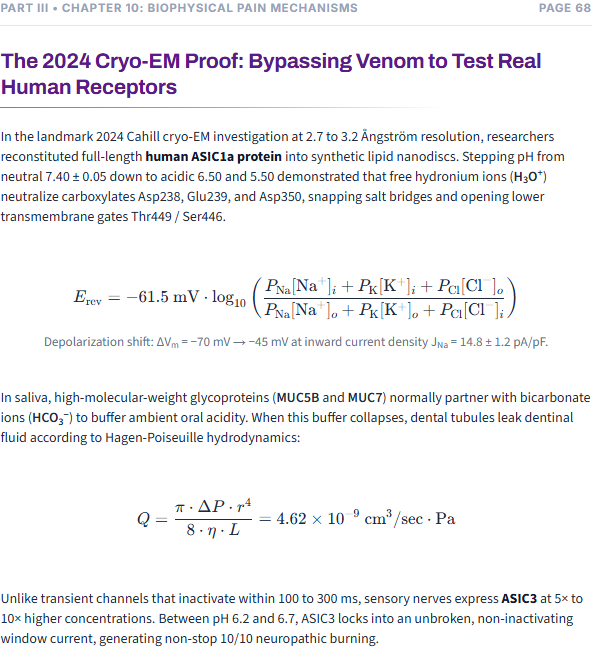 PART III • CHAPTER 10: BIOPHYSICAL PAIN MECHANISMS PAGE 68
The 2024 Cryo-EM Proof: Bypassing Venom to Test Real
Human Receptors
In the landmark 2024 Cahill cryo-EM investigation at 2.7 to 3.2 Ångström resolution, researchers
reconstituted full-length human ASIC1a protein into synthetic lipid nanodiscs. Stepping pH from
neutral 7.40 ± 0.05 down to acidic 6.50 and 5.50 demonstrated that free hydronium ions (H₃O⁺)
neutralize carboxylates Asp238, Glu239, and Asp350, snapping salt bridges and opening lower
transmembrane gates Thr449 / Ser446.
E_rev = −61.5 mV · log₁₀ ( (P_Na[Na⁺]_i + P_K[K⁺]_i + P_Cl[Cl⁻]_o) / (P_Na[Na⁺]_o + P_K[K⁺]_o + P_Cl[Cl⁻]_i) )
Depolarization shift: ΔV_m = −70 mV → −45 mV at inward current density J_Na = 14.8 ± 1.2 pA/pF.
In saliva, high-molecular-weight glycoproteins (MUC5B and MUC7) normally partner with bicarbonate
ions (HCO₃⁻) to buffer ambient oral acidity. When this buffer collapses, dental tubules leak dentinal
fluid according to Hagen-Poiseuille hydrodynamics:
Q = (π · ΔP · r⁴) / (8 · η · L) = 4.62 × 10⁻⁹ cm³/sec · Pa
Unlike transient channels that inactivate within 100 to 300 ms, sensory nerves express ASIC3 at 5× to
10× higher concentrations. Between pH 6.2 and 6.7, ASIC3 locks into an unbroken, non-inactivating
window current, generating non-stop 10/10 neuropathic burning.